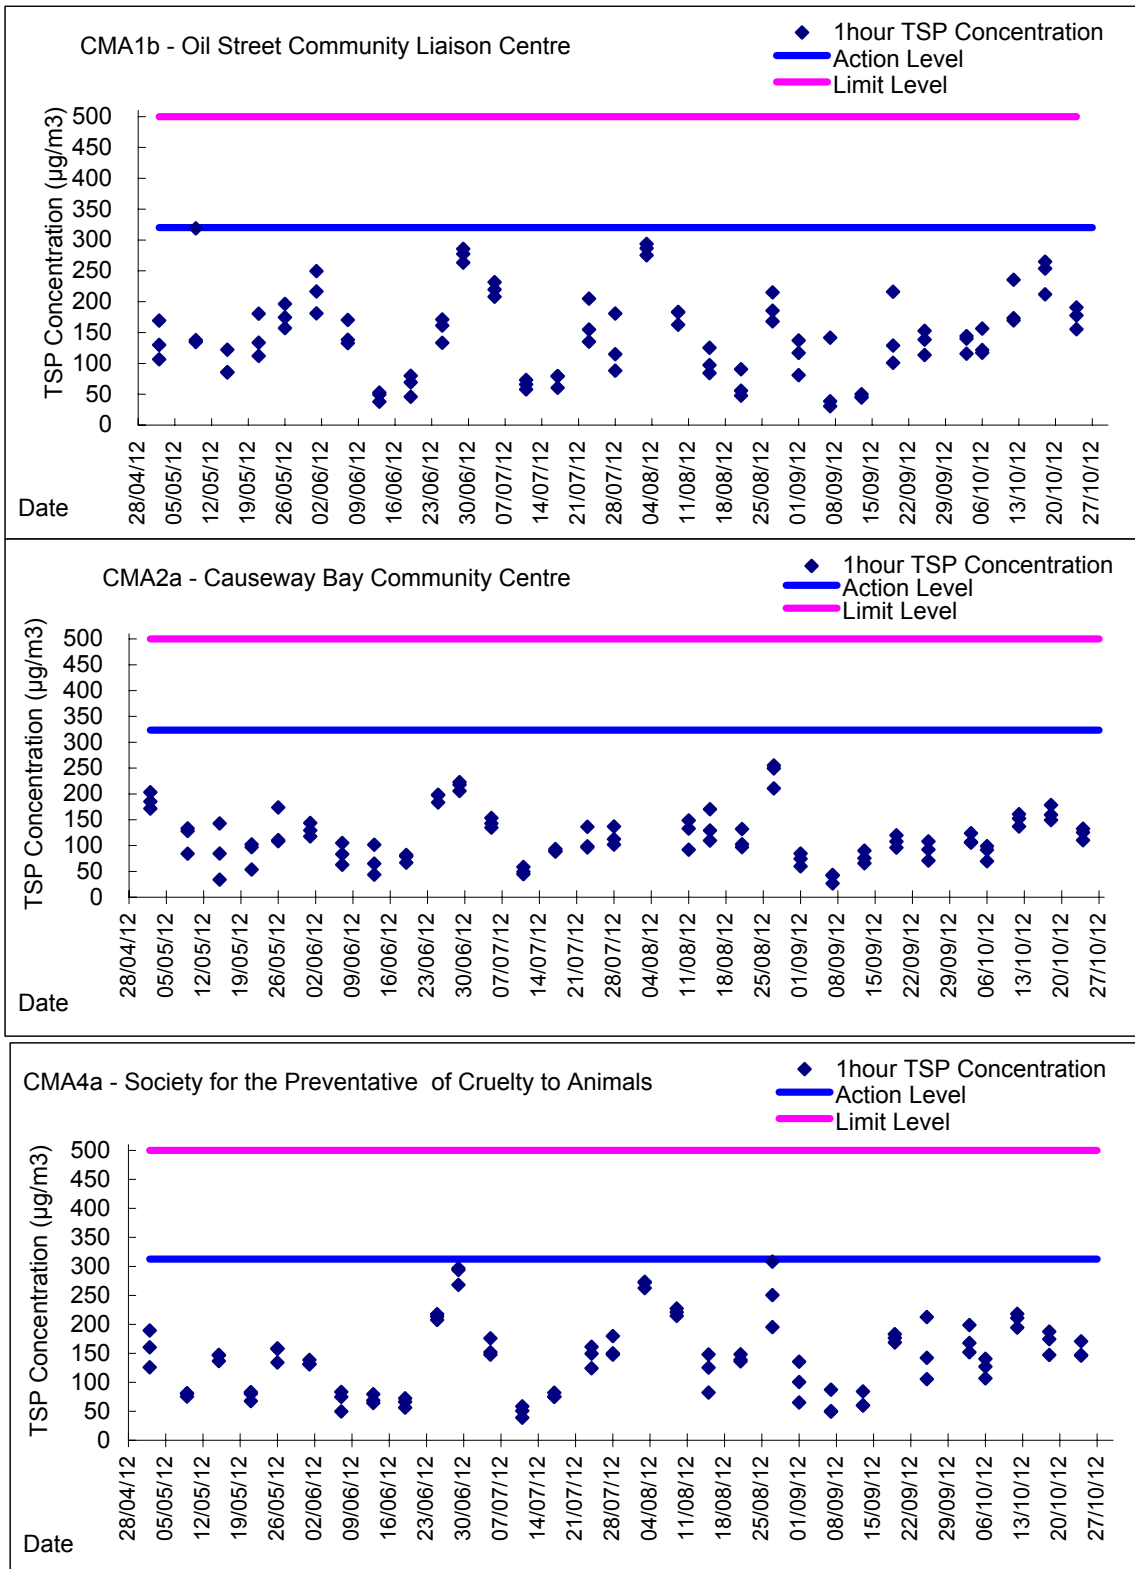 CMA1b - Oil Street Community Liaison Centre
1hour TSP Concentration
Action Level
Limit Level
TSP Concentration (µg/m3)
500
450
400
350
300
250
200
150
100
50
0
28/04/12 05/05/12 12/05/12 19/05/12 26/05/12 02/06/12 09/06/12 16/06/12 23/06/12 30/06/12 07/07/12 14/07/12 21/07/12 28/07/12 04/08/12 11/08/12 18/08/12 25/08/12 01/09/12 08/09/12 15/09/12 22/09/12 29/09/12 06/10/12 13/10/12 20/10/12 27/10/12
Date
CMA2a - Causeway Bay Community Centre
1hour TSP Concentration
Action Level
Limit Level
TSP Concentration (µg/m3)
500
450
400
350
300
250
200
150
100
50
0
28/04/12 05/05/12 12/05/12 19/05/12 26/05/12 02/06/12 09/06/12 16/06/12 23/06/12 30/06/12 07/07/12 14/07/12 21/07/12 28/07/12 04/08/12 11/08/12 18/08/12 25/08/12 01/09/12 08/09/12 15/09/12 22/09/12 29/09/12 06/10/12 13/10/12 20/10/12 27/10/12
Date
CMA4a - Society for the Preventative  of Cruelty to Animals
1hour TSP Concentration
Action Level
Limit Level
TSP Concentration (µg/m3)
500
450
400
350
300
250
200
150
100
50
0
28/04/12 05/05/12 12/05/12 19/05/12 26/05/12 02/06/12 09/06/12 16/06/12 23/06/12 30/06/12 07/07/12 14/07/12 21/07/12 28/07/12 04/08/12 11/08/12 18/08/12 25/08/12 01/09/12 08/09/12 15/09/12 22/09/12 29/09/12 06/10/12 13/10/12 20/10/12 27/10/12
Date